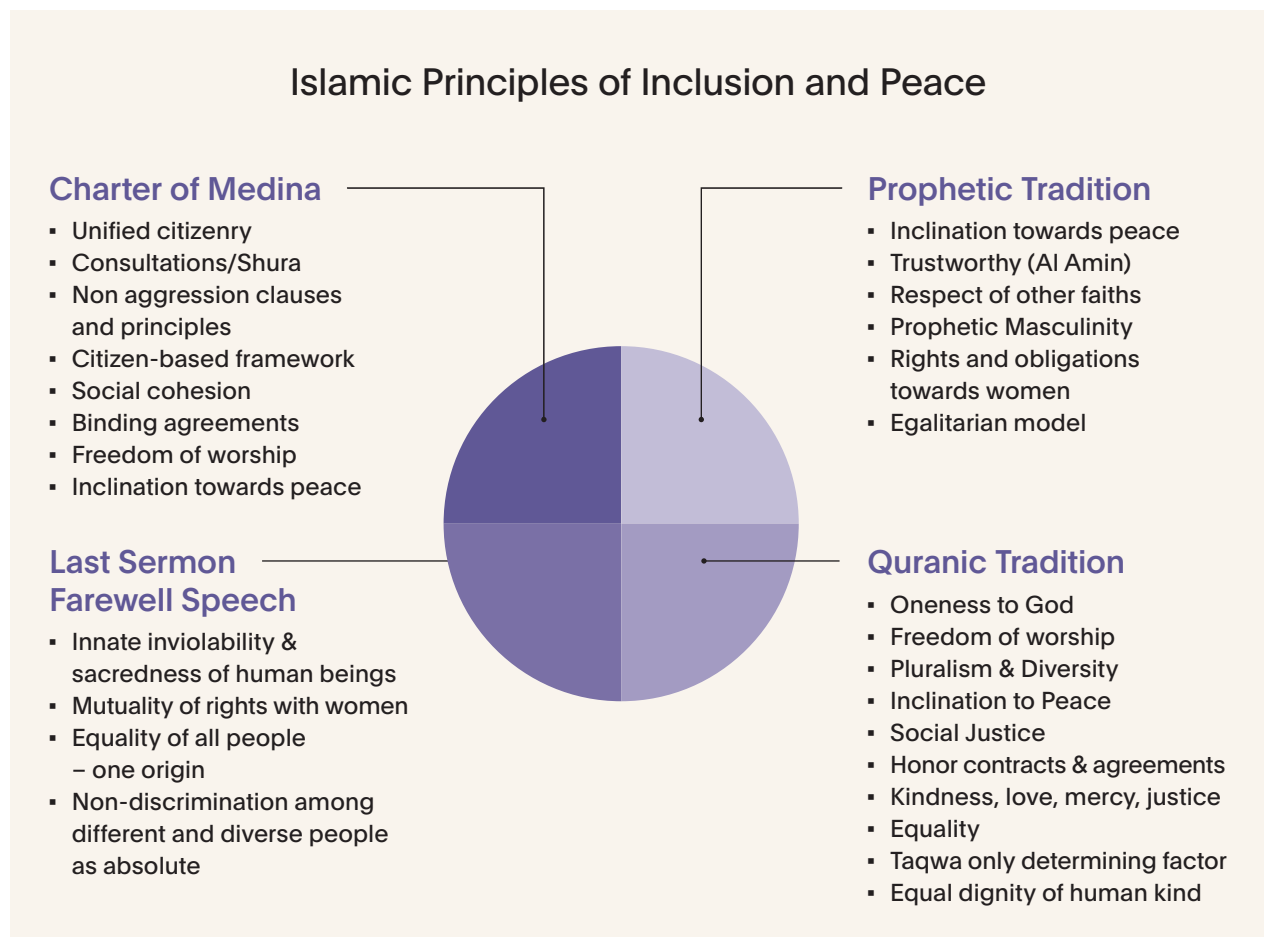 Islamic Principles of Inclusion and Peace
Charter of Medina
▪ Unified citizenry
▪ Consultations/Shura
▪ Non aggression clauses
and principles
▪ Citizen-based framework
▪ Social cohesion
▪ Binding agreements
▪ Freedom of worship
▪ Inclination towards peace
Prophetic Tradition
▪ Inclination towards peace
▪ Trustworthy (Al Amin)
▪ Respect of other faiths
▪ Prophetic Masculinity
▪ Rights and obligations
towards women
▪ Egalitarian model
Last Sermon
Farewell Speech
▪ Innate inviolability &
sacredness of human beings
▪ Mutuality of rights with women
▪ Equality of all people
– one origin
▪ Non-discrimination among
different and diverse people
as absolute
Quranic Tradition
▪ Oneness to God
▪ Freedom of worship
▪ Pluralism & Diversity
▪ Inclination to Peace
▪ Social Justice
▪ Honor contracts & agreements
▪ Kindness, love, mercy, justice
▪ Equality
▪ Taqwa only determining factor
▪ Equal dignity of human kind